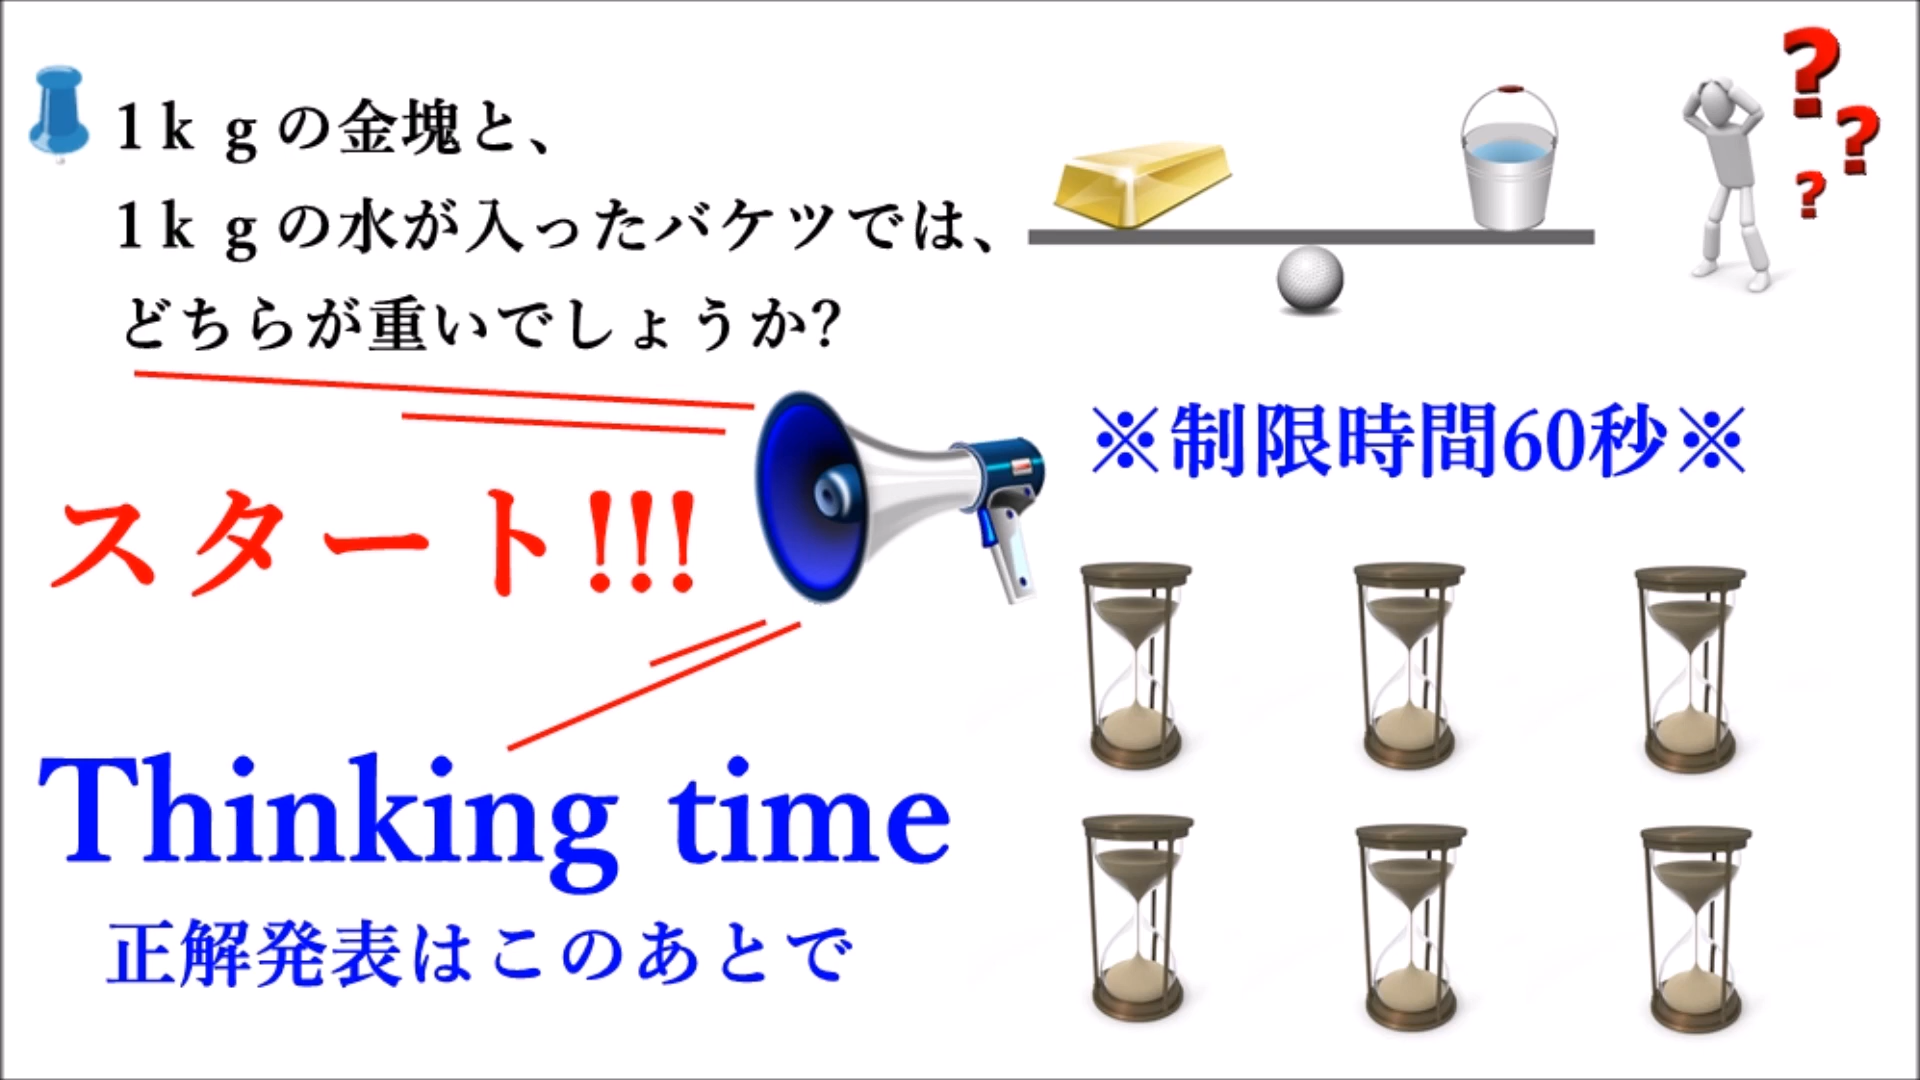 1ｋｇの金塊と、
1ｋｇの水が入ったバケツでは、
どちらが重いでしょうか?
※制限時間60秒※
スタート!!!
Thinking time
正解発表はこのあとで